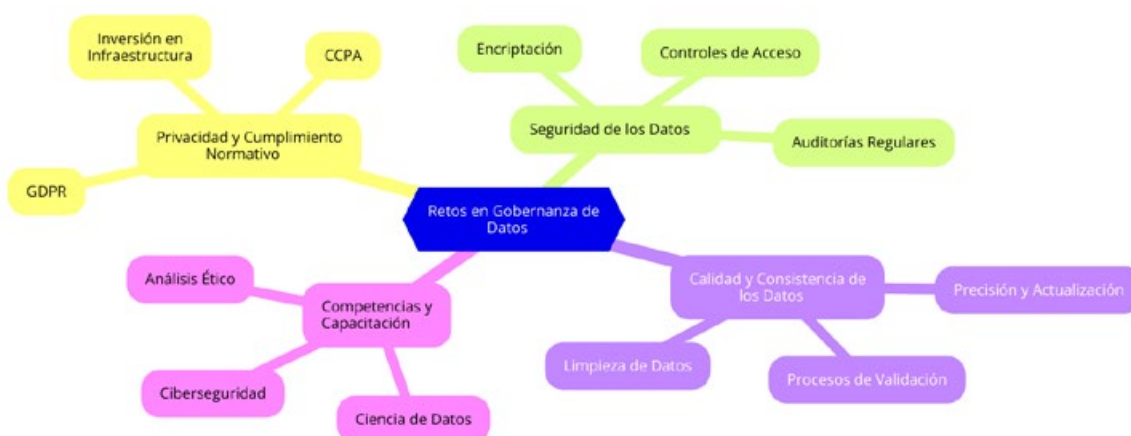 Inversión en
Infraestructura
CCPA
Privacidad y Cumplimiento
Normativo
GDPR
Encriptación
Controles de Acceso
Seguridad de los Datos
Auditorías Regulares
Retos en Gobernanza de
Datos
Análisis Ético
Competencias y
Capacitación
Ciberseguridad
Ciencia de Datos
Calidad y Consistencia de
los Datos
Precisión y Actualización
Limpieza de Datos
Procesos de Validación